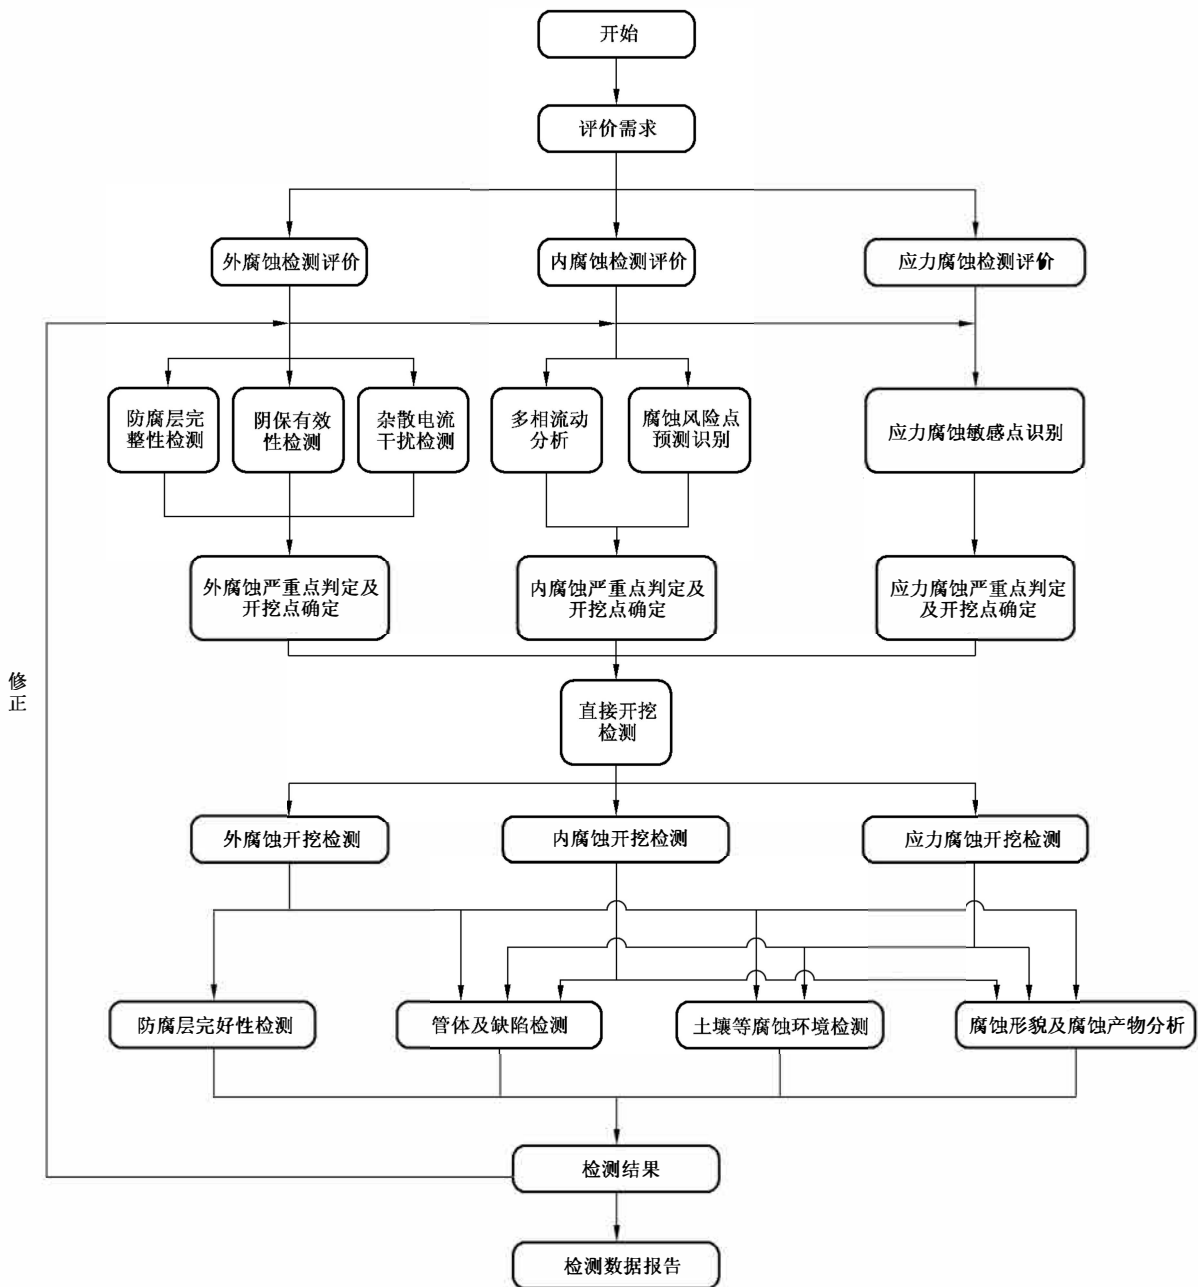 开始
评价需求
外腐蚀检测评价
内腐蚀检测评价
应力腐蚀检测评价
防腐层完
整性检测
阴保有效
性检测
杂散电流
干扰检测
多相流动
分析
腐蚀风险点
预测识别
应力腐蚀敏感点识别
外腐蚀严重点判定及
开挖点确定
内腐蚀严重点判定及
开挖点确定
应力腐蚀严重点判定
及开挖点确定
修
正
直接开挖
检测
外腐蚀开挖检测
内腐蚀开挖检测
应力腐蚀开挖检测
防腐层完好性检测
管体及缺陷检测
土壤等腐蚀环境检测
腐蚀形貌及腐蚀产物分析
检测结果
检测数据报告